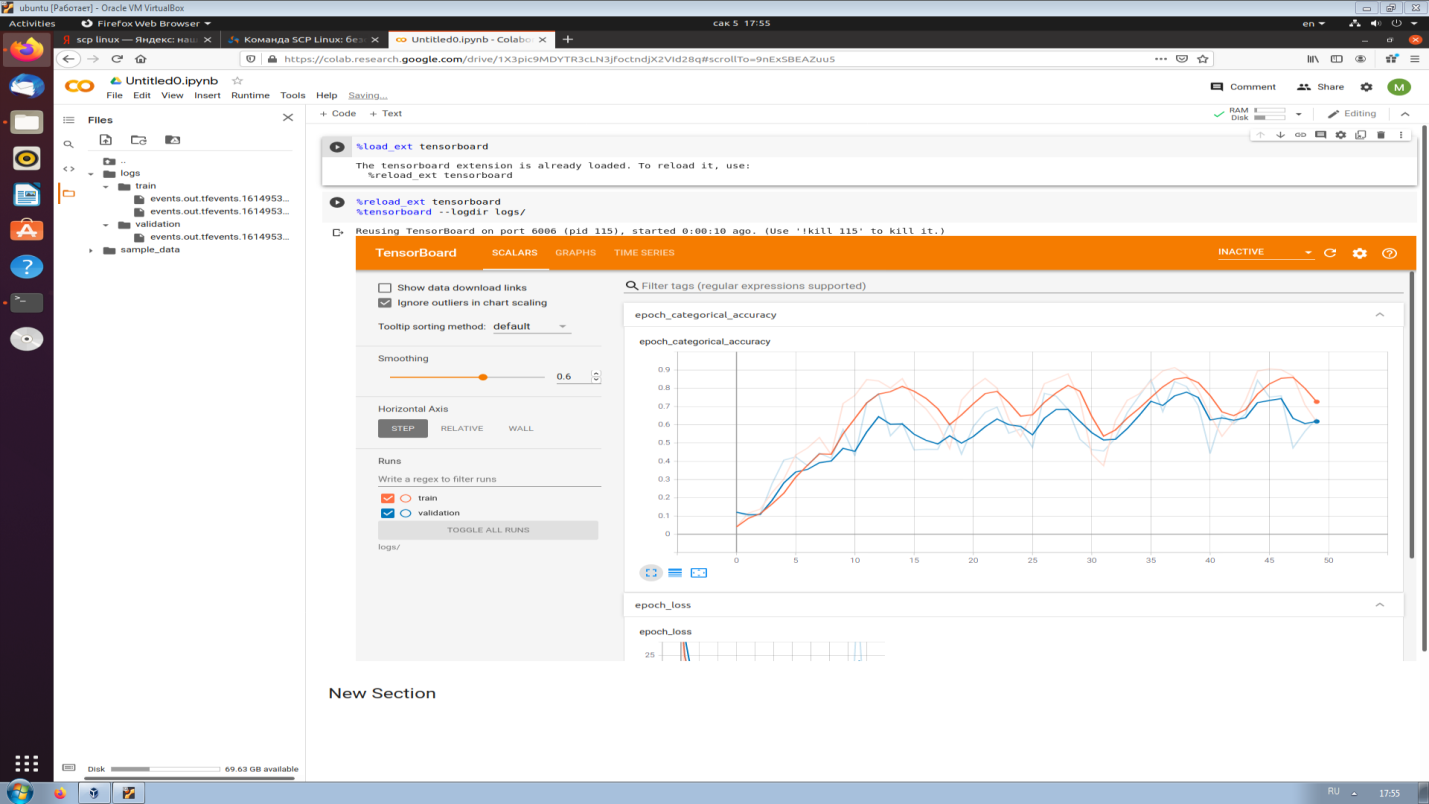 ubuntu [Работает] - Oracle VM VirtualBox
Activities
Firefox Web Browser
сак 5 17:55
en
scp linux — Яндекс: наш
Команда SCP Linux: без
Untitled0.ipynb - Colabo
https://colab.research.google.com/drive/1X3pic9MDYTR3cLN3jfoctndjX2VId28q#scrollTo=9nExSBEAZuu5
Untitled0.ipynb
File Edit View Insert Runtime Tools Help Saving...
Comment
Share
M
Files
+ Code + Text
RAM
Disk
Editing
..
logs
train
events.out.tfevents.1614953...
events.out.tfevents.1614953...
validation
events.out.tfevents.1614953...
sample_data
%load_ext tensorboard
The tensorboard extension is already loaded. To reload it, use:
%reload_ext tensorboard
%reload_ext tensorboard
%tensorboard --logdir logs/
Reusing TensorBoard on port 6006 (pid 115), started 0:00:10 ago. (Use '!kill 115' to kill it.)
TensorBoard
SCALARS GRAPHS TIME SERIES
INACTIVE
Show data download links
Ignore outliers in chart scaling
Tooltip sorting method: default
Smoothing
0.6
Horizontal Axis
STEP RELATIVE WALL
Runs
Write a regex to filter runs
train
validation
TOGGLE ALL RUNS
logs/
Filter tags (regular expressions supported)
epoch_categorical_accuracy
epoch_categorical_accuracy
0.9
0.8
0.7
0.6
0.5
0.4
0.3
0.2
0.1
0
0 5 10 15 20 25 30 35 40 45 50
epoch_loss
epoch_loss
25
New Section
Disk
69.63 GB available
RU
17:55